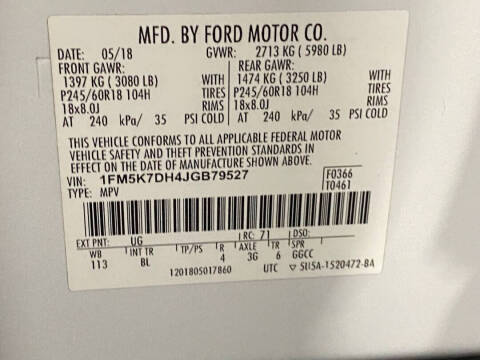 MFD. BY FORD MOTOR CO.
DATE: 05/18 GVWR: 2713 KG ( 5980 LB)
FRONT GAWR: REAR GAWR:
1397 KG ( 3080 LB) WITH 1474 KG ( 3250 LB) WITH
P245/60R18 104H TIRES P245/60R18 104H TIRES
18x8.0J RIMS 18x8.0J RIMS
AT 240 kPa/ 35 PSI COLD AT 240 kPa/ 35 PSI COLD
THIS VEHICLE CONFORMS TO ALL APPLICABLE FEDERAL MOTOR
VEHICLE SAFETY AND THEFT PREVENTION STANDARDS IN
EFFECT ON THE DATE OF MANUFACTURE SHOWN ABOVE.
VIN: 1FM5K7DH4JGB79527 F0366
TYPE: MPV T0461
EXT PNT: UG RC: 71 DSO:
WB INT TR TP/PS R AXLE TR SPR
113 BL 4 3G 6 GGCC
1201805017860 UTC 5U5A-1520472-BA